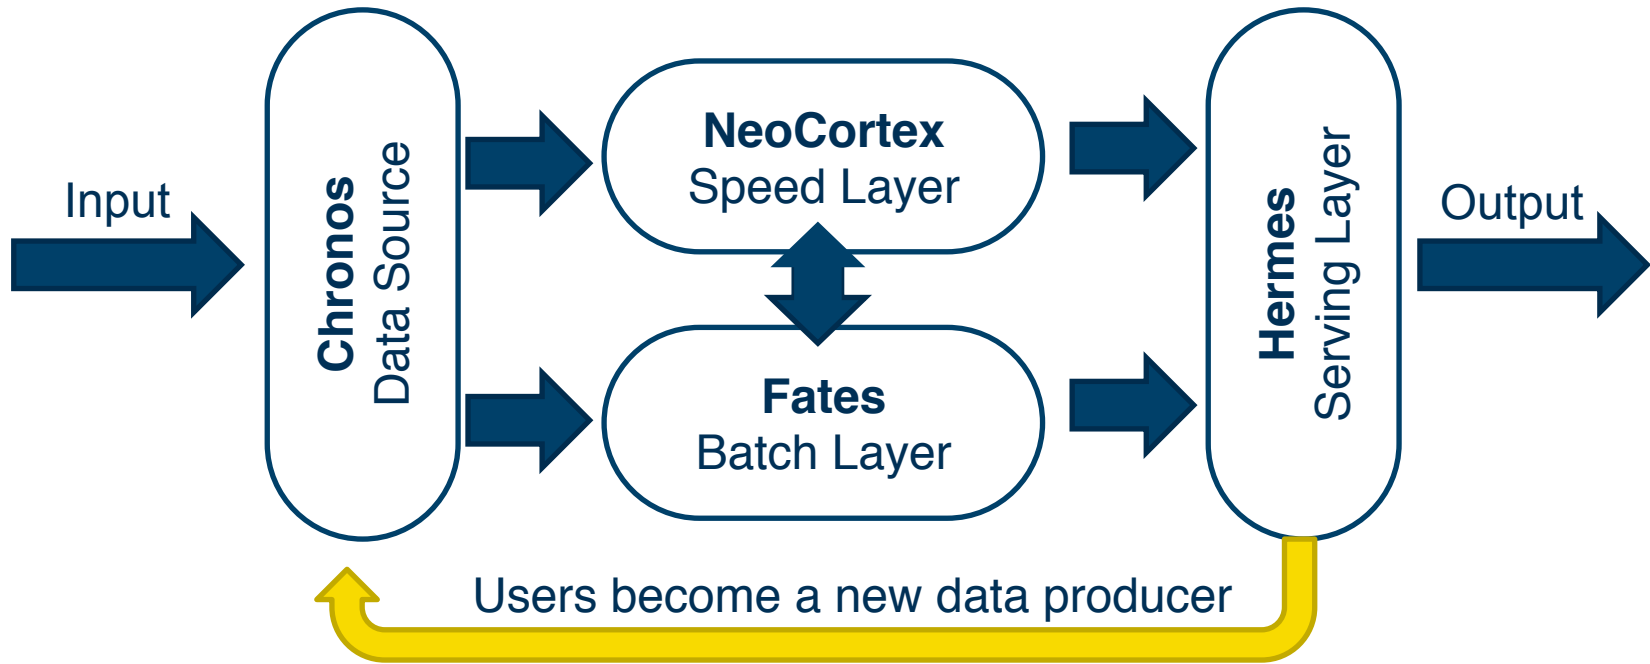 Input
Chronos
Data Source
NeoCortex
Speed Layer
Fates
Batch Layer
Hermes
Serving Layer
Output
Users become a new data producer